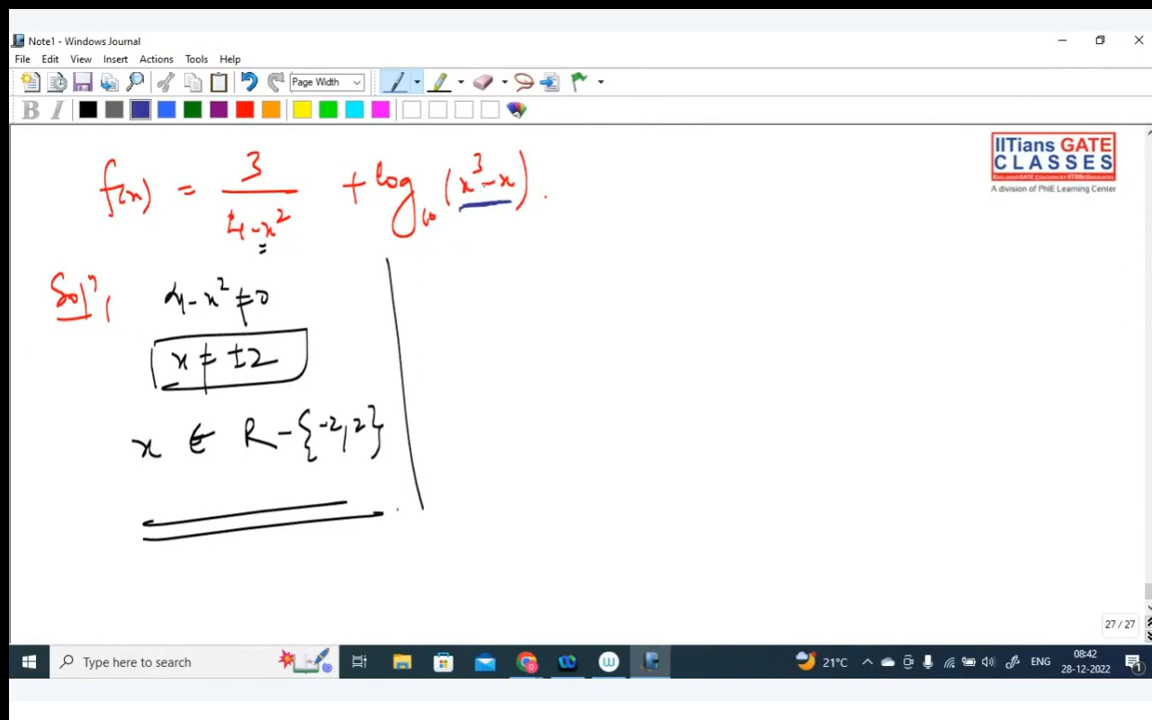 Note1 - Windows Journal
File Edit View Insert Actions Tools Help
Page Width
B I
IITians GATE
CLASSES
A division of PhIE Learning Center
f(x) = 3/(4-x²) + log₁₀ (x³-x).
Solⁿ,
4-x² ≠ 0
x ≠ ±2
x ∈ R-{-2,2}
27 / 27
Type here to search
21°C
ENG
08:42
28-12-2022
1